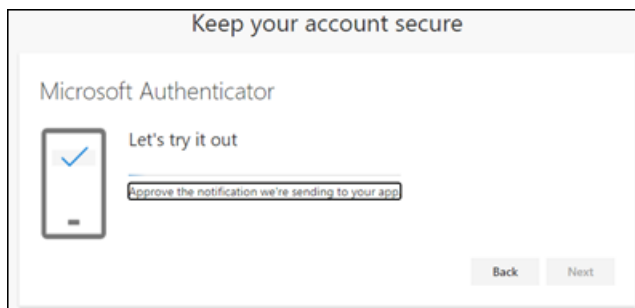 Keep your account secure
Microsoft Authenticator
Let's try it out
Approve the notification we're sending to your app.
Back Next